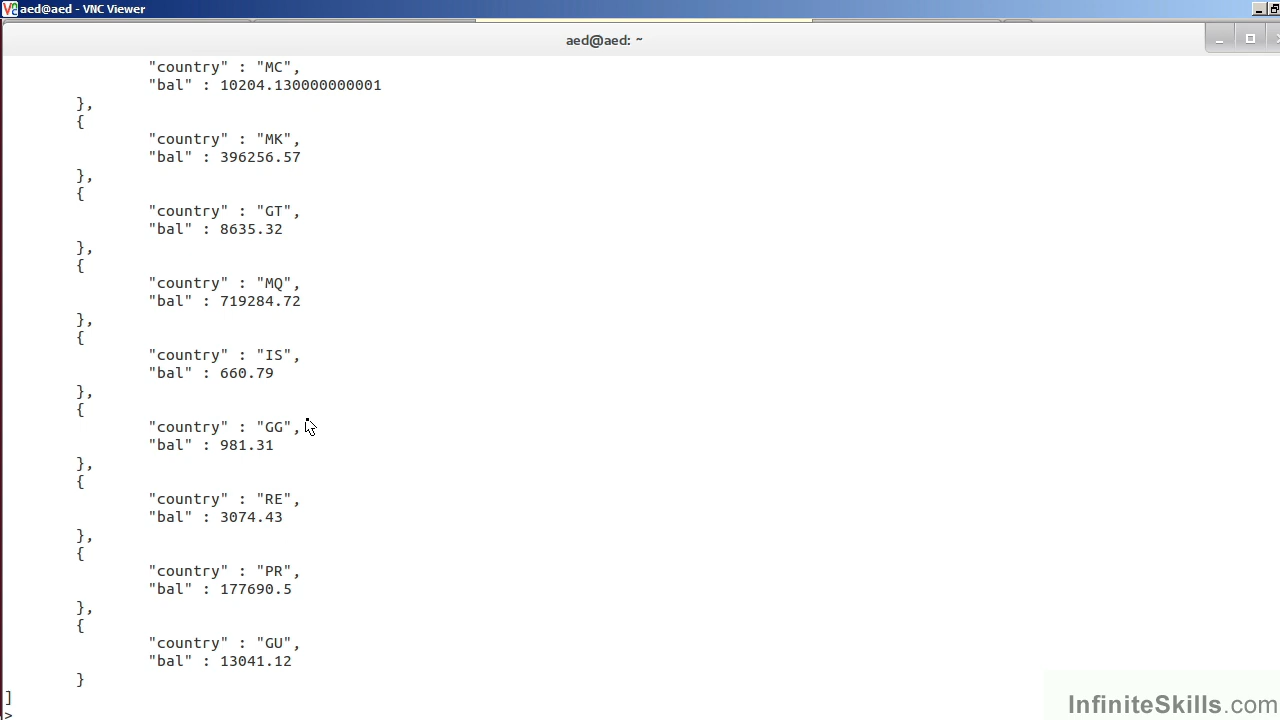 aed@aed - VNC Viewer
aed@aed: ~
"country" : "MC",
"bal" : 10204.130000000001
},
{
"country" : "MK",
"bal" : 396256.57
},
{
"country" : "GT",
"bal" : 8635.32
},
{
"country" : "MQ",
"bal" : 719284.72
},
{
"country" : "IS",
"bal" : 660.79
},
{
"country" : "GG",
"bal" : 981.31
},
{
"country" : "RE",
"bal" : 3074.43
},
{
"country" : "PR",
"bal" : 177690.5
},
{
"country" : "GU",
"bal" : 13041.12
}
]
>
InfiniteSkills.com